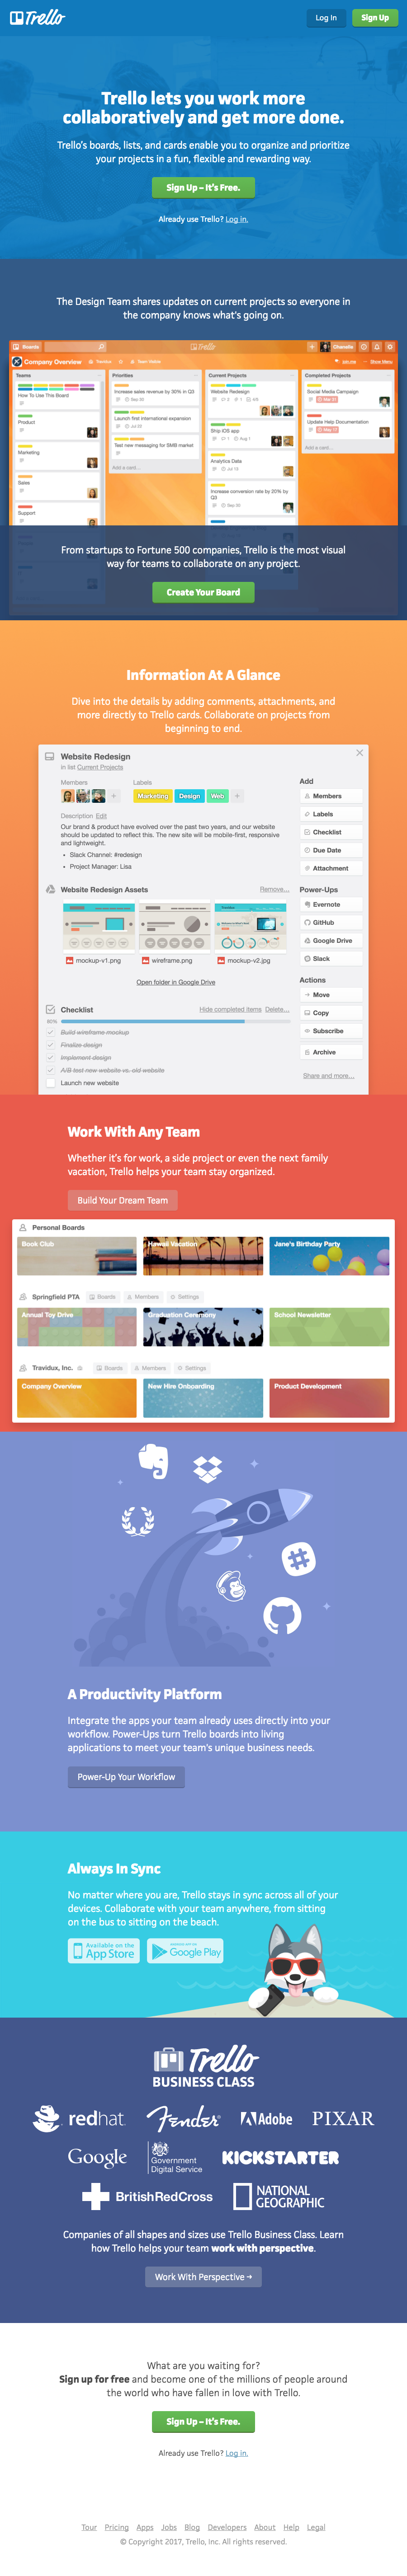 Trello
Log in
Sign Up
Trello lets you work more
collaboratively and get more done.
Trello's boards, lists, and cards enable you to organize and prioritize
your projects in a fun, flexible and rewarding way.
Sign Up – It's Free.
Already use Trello? Log in.
The Design Team shares updates on current projects so everyone in
the company knows what's going on.
Boards
Trello
Chanelle
Company Overview
Travidux
Team Visible
Show Menu
Teams
Priorities
Current Projects
Completed Projects
How To Use This Board
Increase sales revenue by 30% in Q3
Sep 20
Website Redesign
Social Media Campaign
Product
Launch first international expansion
Ship iOS app
Update Help Documentation
Marketing
Test new messaging for SMB market
Analytics Data
Add a card...
Sales
Add a card...
Increase conversion rate by 20% by
Q3
Support
From startups to Fortune 500 companies, Trello is the most visual
way for teams to collaborate on any project.
Create Your Board
Information At A Glance
Dive into the details by adding comments, attachments, and
more directly to Trello cards. Collaborate on projects from
beginning to end.
Website Redesign
in list Current Projects
Members
Labels
Marketing
Design
Web
Description Edit
Our brand & product have evolved over the past two years, and our website
should be updated to reflect this. The new site will be mobile-first, responsive
and lightweight.
• Slack Channel: #redesign
• Project Manager: Lisa
Website Redesign Assets
Remove...
mockup-v1.png
wireframe.png
mockup-v2.jpg
Open folder in Google Drive
Checklist
Hide completed items
Delete...
80%
Build wireframe mockup
Finalize design
Implement design
A/B test new website vs. old website
Launch new website
Add
Members
Labels
Checklist
Due Date
Attachment
Power-Ups
Evernote
GitHub
Google Drive
Slack
Actions
Move
Copy
Subscribe
Archive
Share and more...
Work With Any Team
Whether it's for work, a side project or even the next family
vacation, Trello helps your team stay organized.
Build Your Dream Team
Personal Boards
Book Club
Hawaii Vacation
Jane's Birthday Party
Springfield PTA
Boards
Members
Settings
Annual Toy Drive
Graduation Ceremony
School Newsletter
Travidux, Inc.
Boards
Members
Settings
Company Overview
New Hire Onboarding
Product Development
A Productivity Platform
Integrate the apps your team already uses directly into your
workflow. Power-Ups turn Trello boards into living
applications to meet your team's unique business needs.
Power-Up Your Workflow
Always In Sync
No matter where you are, Trello stays in sync across all of your
devices. Collaborate with your team anywhere, from sitting
on the bus to sitting on the beach.
Available on the
App Store
Google Play
Trello
BUSINESS CLASS
redhat
Fender
Adobe
PIXAR
Google
Government
Digital Service
KICKSTARTER
BritishRedCross
NATIONAL
GEOGRAPHIC
Companies of all shapes and sizes use Trello Business Class. Learn
how Trello helps your team work with perspective.
Work With Perspective →
What are you waiting for?
Sign up for free and become one of the millions of people around
the world who have fallen in love with Trello.
Sign Up – It's Free.
Already use Trello? Log in.
Tour
Pricing
Apps
Jobs
Blog
Developers
About
Help
Legal
© Copyright 2017, Trello, Inc. All rights reserved.